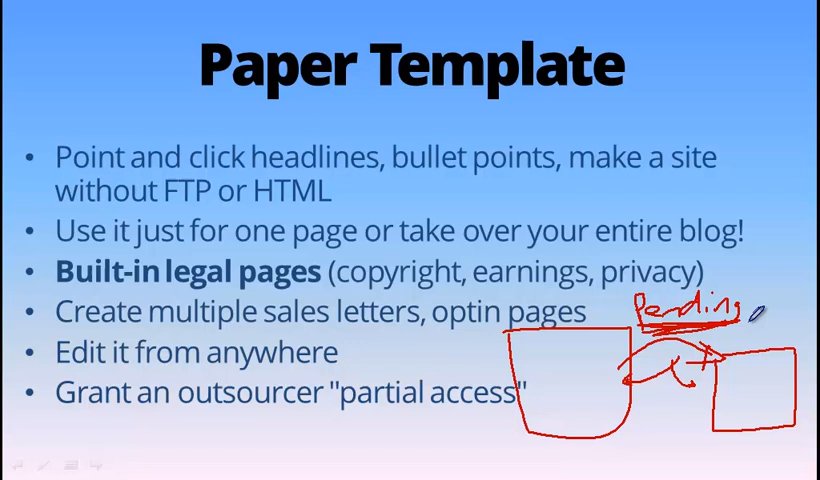 Paper Template
• Point and click headlines, bullet points, make a site
without FTP or HTML
• Use it just for one page or take over your entire blog!
• Built-in legal pages (copyright, earnings, privacy)
Pending
• Create multiple sales letters, optin pages
• Edit it from anywhere
• Grant an outsourcer "partial access"